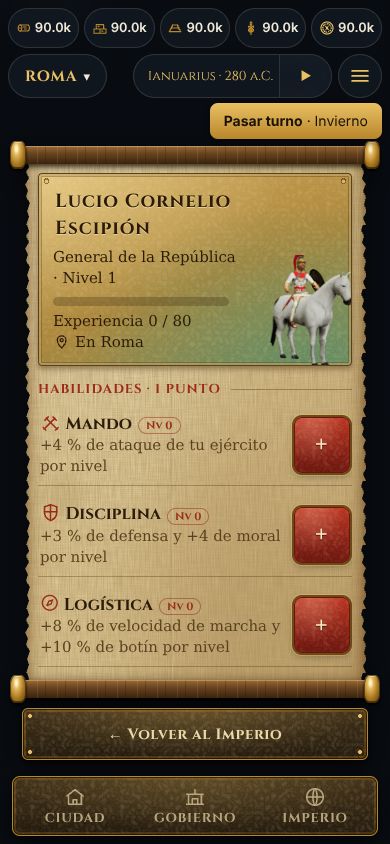 90.0k 90.0k 90.0k 90.0k 90.0k
ROMA ▾
Ianuarius · 280 a.C.
Pasar turno · Invierno
Lucio Cornelio
Escipión
General de la República
· Nivel 1
Experiencia 0 / 80
En Roma
HABILIDADES · 1 PUNTO
Mando Nv 0
+4 % de ataque de tu ejército
por nivel
+
Disciplina Nv 0
+3 % de defensa y +4 de moral
por nivel
+
Logística Nv 0
+8 % de velocidad de marcha y
+10 % de botín por nivel
+
← Volver al Imperio
CIUDAD GOBIERNO IMPERIO